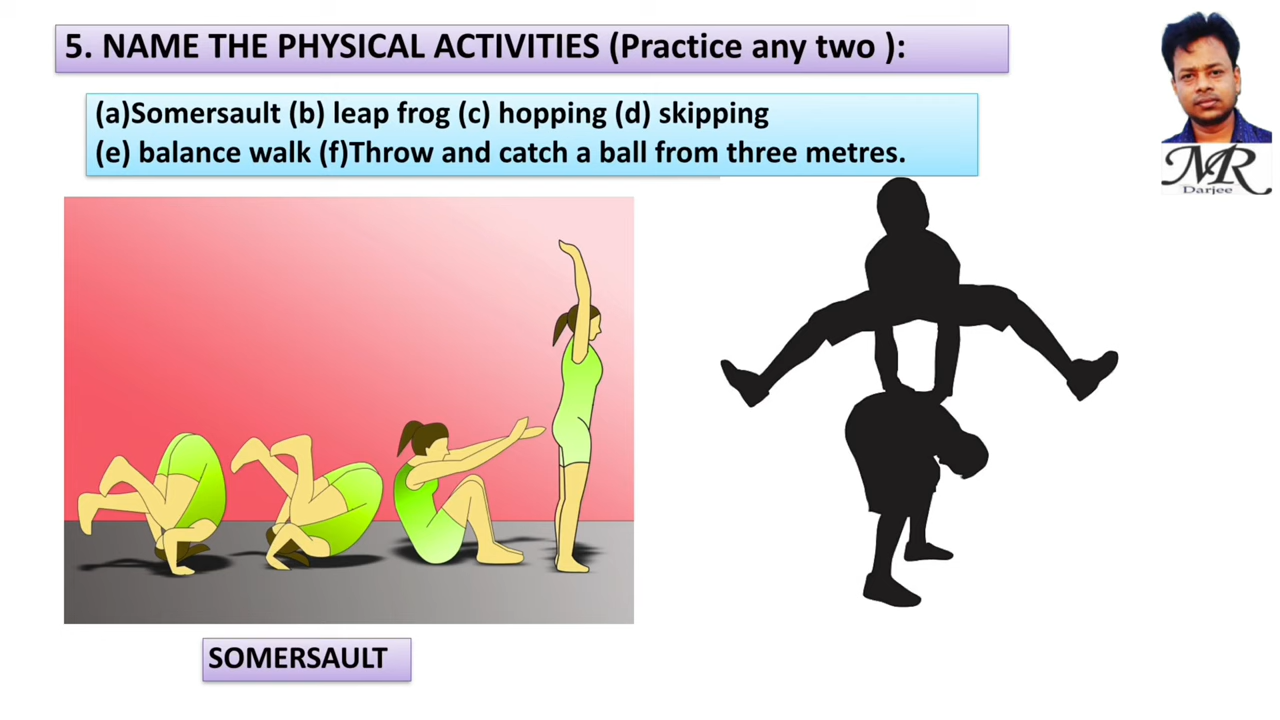 5. NAME THE PHYSICAL ACTIVITIES (Practice any two ):
(a)Somersault (b) leap frog (c) hopping (d) skipping
(e) balance walk (f)Throw and catch a ball from three metres.
MR
Darjee
SOMERSAULT